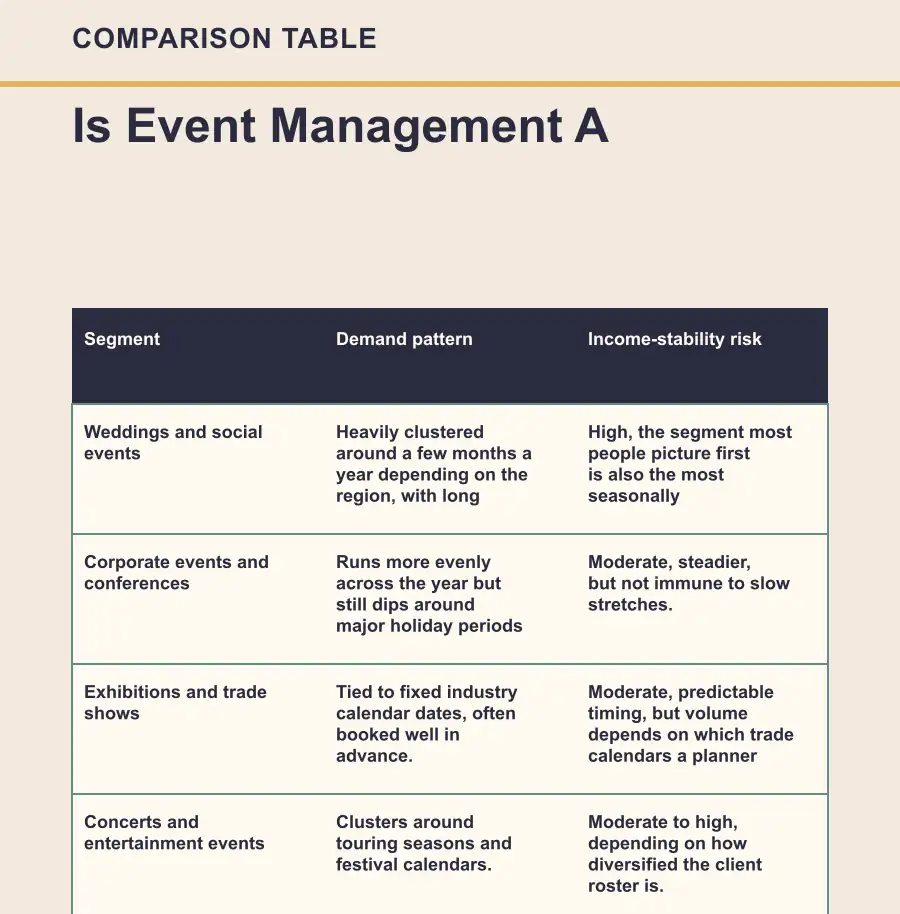 COMPARISON TABLE
Is Event Management A
Segment
Demand pattern
Income-stability risk
Weddings and social
events
Heavily clustered
around a few months a
year depending on the
region, with long
High, the segment most
people picture first
is also the most
seasonally
Corporate events and
conferences
Runs more evenly
across the year but
still dips around
major holiday periods
Moderate, steadier,
but not immune to slow
stretches.
Exhibitions and trade
shows
Tied to fixed industry
calendar dates, often
booked well in
advance.
Moderate, predictable
timing, but volume
depends on which trade
calendars a planner
Concerts and
entertainment events
Clusters around
touring seasons and
festival calendars.
Moderate to high,
depending on how
diversified the client
roster is.